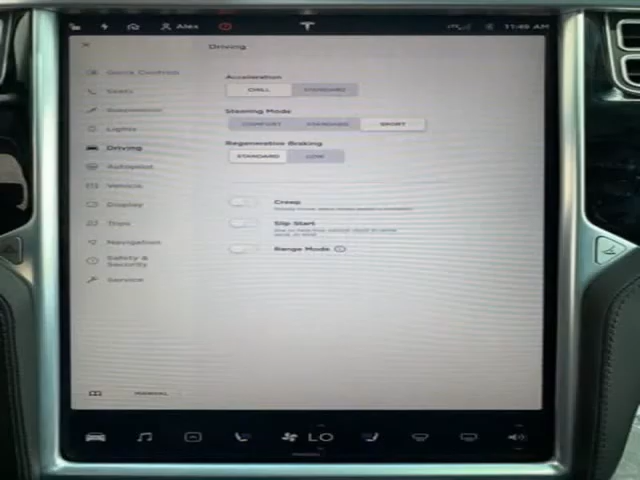 Alex
11:49 AM
×
Driving
Quick Controls
Seats
Suspension
Lights
Driving
Autopilot
Vehicle
Display
Trips
Navigation
Safety &
Security
Service
Acceleration
CHILL STANDARD
Steering Mode
COMFORT STANDARD SPORT
Regenerative Braking
STANDARD LOW
Creep
Slip Start
Range Mode
MANUAL
LO